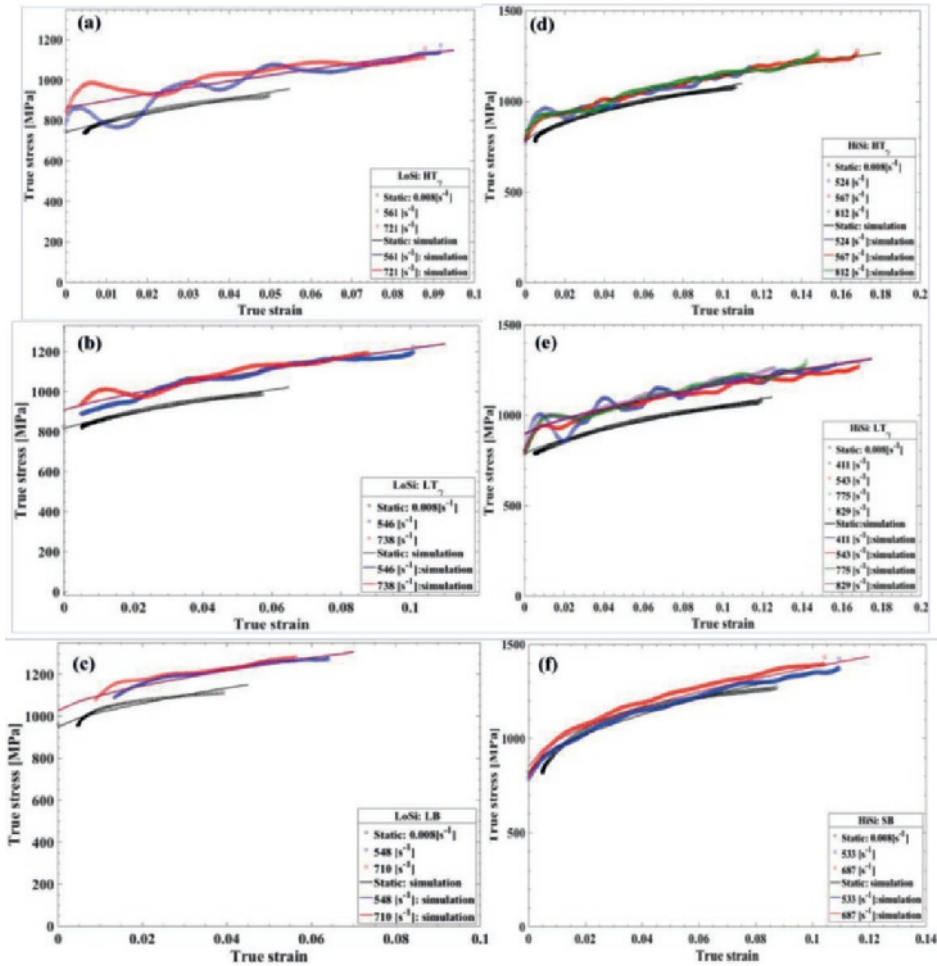 (a)
True stress [MPa]
1200
1000
800
600
400
200
0
0 0.01 0.02 0.03 0.04 0.05 0.06 0.07 0.08 0.09 0.1
True strain
LoSi: HTγ
Static: 0.008[s⁻¹]
561 [s⁻¹]
721 [s⁻¹]
Static: simulation
561 [s⁻¹]: simulation
721 [s⁻¹]: simulation
(d)
True stress [MPa]
1500
1000
500
0
0 0.02 0.04 0.06 0.08 0.1 0.12 0.14 0.16 0.18 0.2
True strain
HiSi: HTγ
Static: 0.008[s⁻¹]
524 [s⁻¹]
567 [s⁻¹]
812 [s⁻¹]
Static: simulation
524 [s⁻¹]:simulation
567 [s⁻¹]:simulation
812 [s⁻¹]:simulation
(b)
True stress [MPa]
1200
1000
800
600
400
200
0
0 0.02 0.04 0.06 0.08 0.1
True strain
LoSi: LTγ
Static: 0.008[s⁻¹]
546 [s⁻¹]
738 [s⁻¹]
Static: simulation
546 [s⁻¹]:simulation
738 [s⁻¹]:simulation
(e)
True stress [MPa]
1500
1000
500
0
0 0.02 0.04 0.06 0.08 0.1 0.12 0.14 0.16 0.18 0.2
True strain
HiSi: LTγ
Static: 0.008[s⁻¹]
411 [s⁻¹]
543 [s⁻¹]
775 [s⁻¹]
829 [s⁻¹]
Static:simulation
411 [s⁻¹]:simulation
543 [s⁻¹]:simulation
775 [s⁻¹]:simulation
829 [s⁻¹]:simulation
(c)
True stress [MPa]
1200
1000
800
600
400
200
0
0 0.02 0.04 0.06 0.08 0.1
True strain
LoSi: LB
Static: 0.008[s⁻¹]
548 [s⁻¹]
710 [s⁻¹]
Static: simulation
548 [s⁻¹]: simulation
710 [s⁻¹]: simulation
(f)
True stress [MPa]
1500
1000
500
0
0 0.02 0.04 0.06 0.08 0.1 0.12 0.14
True strain
HiSi: SB
Static: 0.008[s⁻¹]
533 [s⁻¹]
687 [s⁻¹]
Static: simulation
533 [s⁻¹]:simulation
687 [s⁻¹]:simulation